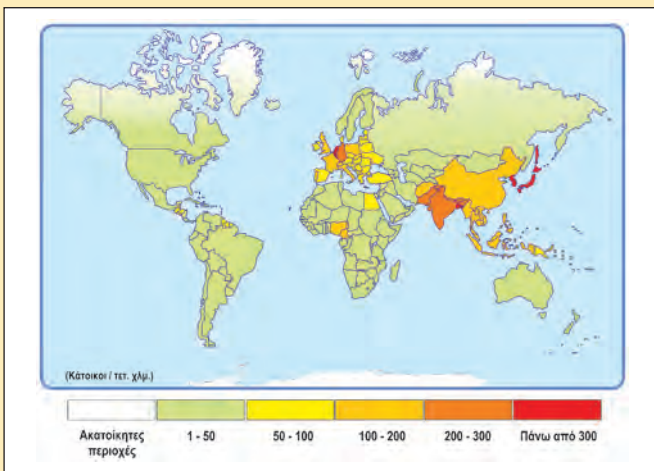 (Κάτοικοι / τετ. χλμ.)
Ακατοίκητες
περιοχές
1 - 50
50 - 100
100 - 200
200 - 300
Πάνω από 300